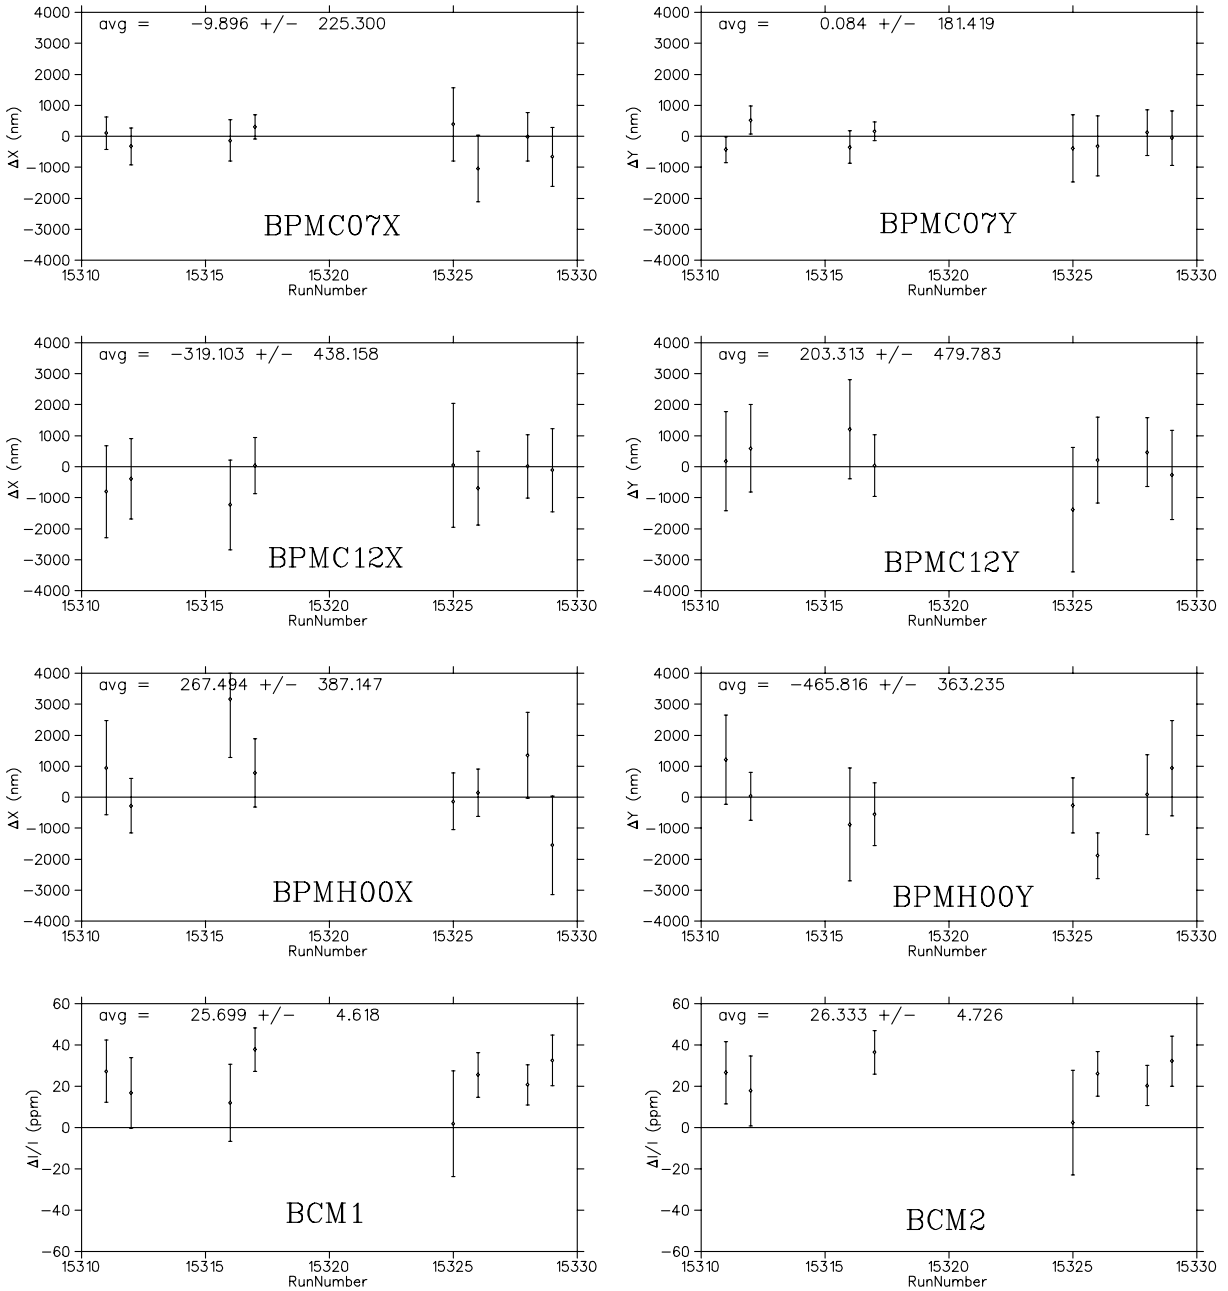 avg = -9.896 +/- 225.300
4000
3000
2000
1000
0
-1000
-2000
-3000
-4000
ΔX (nm)
BPMC07X
15310 15315 15320 15325 15330
RunNumber
avg = 0.084 +/- 181.419
4000
3000
2000
1000
0
-1000
-2000
-3000
-4000
ΔY (nm)
BPMC07Y
15310 15315 15320 15325 15330
RunNumber
avg = -319.103 +/- 438.158
4000
3000
2000
1000
0
-1000
-2000
-3000
-4000
ΔX (nm)
BPMC12X
15310 15315 15320 15325 15330
RunNumber
avg = 203.313 +/- 479.783
4000
3000
2000
1000
0
-1000
-2000
-3000
-4000
ΔY (nm)
BPMC12Y
15310 15315 15320 15325 15330
RunNumber
avg = 267.494 +/- 387.147
4000
3000
2000
1000
0
-1000
-2000
-3000
-4000
ΔX (nm)
BPMH00X
15310 15315 15320 15325 15330
RunNumber
avg = -465.816 +/- 363.235
4000
3000
2000
1000
0
-1000
-2000
-3000
-4000
ΔY (nm)
BPMH00Y
15310 15315 15320 15325 15330
RunNumber
avg = 25.699 +/- 4.618
60
40
20
0
-20
-40
-60
ΔI/I (ppm)
BCM1
15310 15315 15320 15325 15330
RunNumber
avg = 26.333 +/- 4.726
60
40
20
0
-20
-40
-60
ΔI/I (ppm)
BCM2
15310 15315 15320 15325 15330
RunNumber